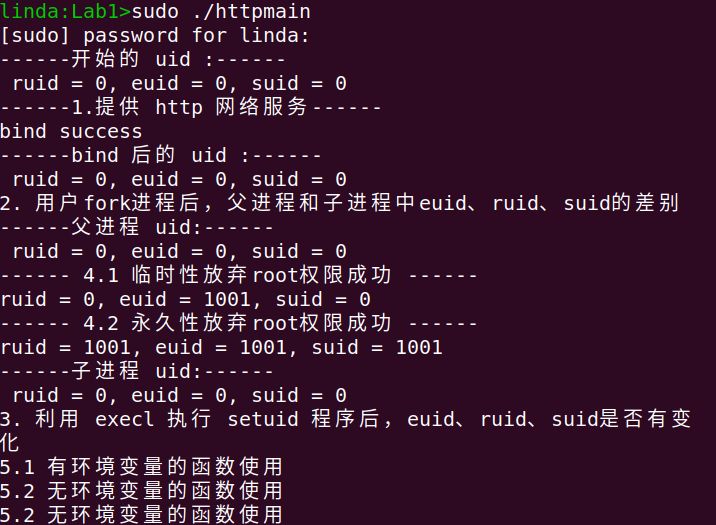 linda:Lab1>sudo ./httpmain
[sudo] password for linda:
------开始的 uid :------
 ruid = 0, euid = 0, suid = 0
------1.提供 http 网络服务------
bind success
------bind 后的 uid :------
 ruid = 0, euid = 0, suid = 0
2. 用户fork进程后，父进程和子进程中euid、ruid、suid的差别
------父进程 uid:------
 ruid = 0, euid = 0, suid = 0
------ 4.1 临时性放弃root权限成功 ------
ruid = 0, euid = 1001, suid = 0
------ 4.2 永久性放弃root权限成功 ------
ruid = 1001, euid = 1001, suid = 1001
------子进程 uid:------
 ruid = 0, euid = 0, suid = 0
3. 利用 execl 执行 setuid 程序后，euid、ruid、suid是否有变
化
5.1 有环境变量的函数使用
5.2 无环境变量的函数使用
5.2 无环境变量的函数使用